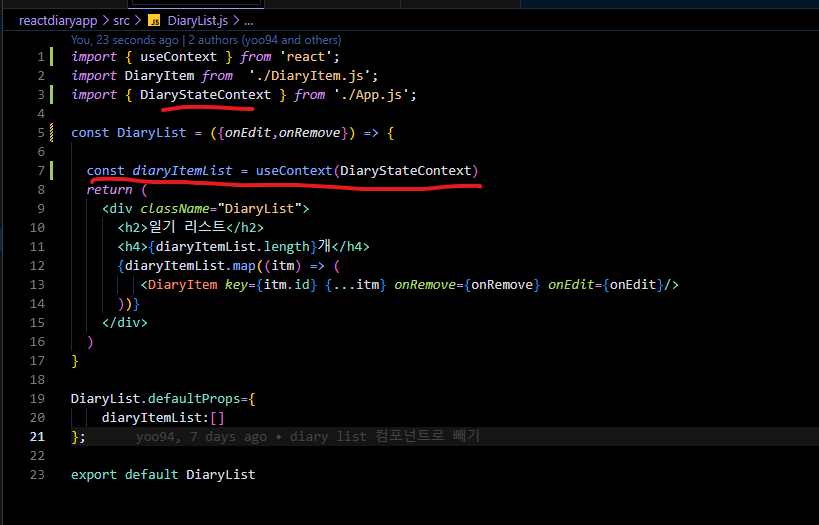 reactdiaryapp > src > JS DiaryList.js > ...
You, 23 seconds ago | 2 authors (yoo94 and others)
1 import { useContext } from 'react';
2 import DiaryItem from  './DiaryItem.js';
3 import { DiaryStateContext } from './App.js';
4
5 const DiaryList = ({onEdit,onRemove}) => {
6
7   const diaryItemList = useContext(DiaryStateContext)
8   return (
9     <div className="DiaryList">
10       <h2>일기 리스트</h2>
11       <h4>{diaryItemList.length}개</h4>
12       {diaryItemList.map((itm) => (
13          <DiaryItem key={itm.id} {...itm} onRemove={onRemove} onEdit={onEdit}/>
14       ))}
15     </div>
16   )
17 }
18
19 DiaryList.defaultProps={
20     diaryItemList:[]
21 };      yoo94, 7 days ago • diary list 컴포넌트로 빼기
22
23 export default DiaryList